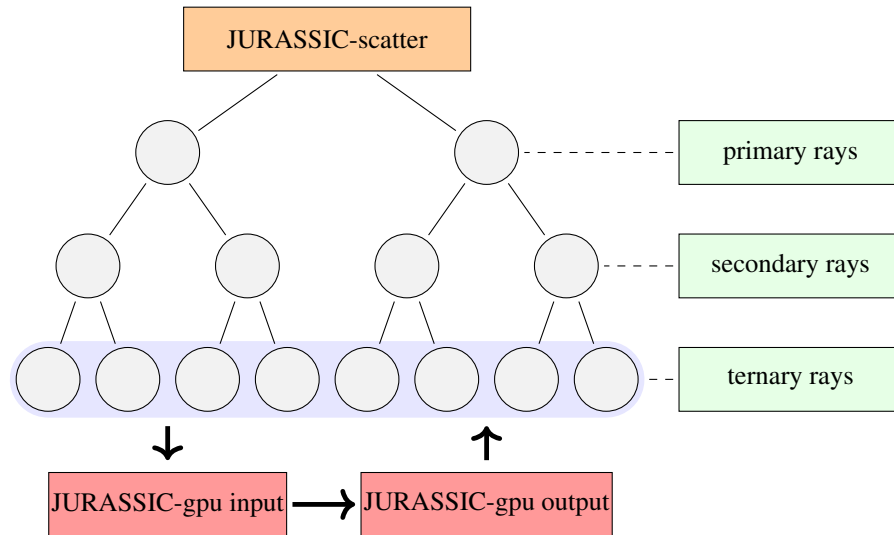 JURASSIC-scatter
primary rays
secondary rays
ternary rays
JURASSIC-gpu input
JURASSIC-gpu output